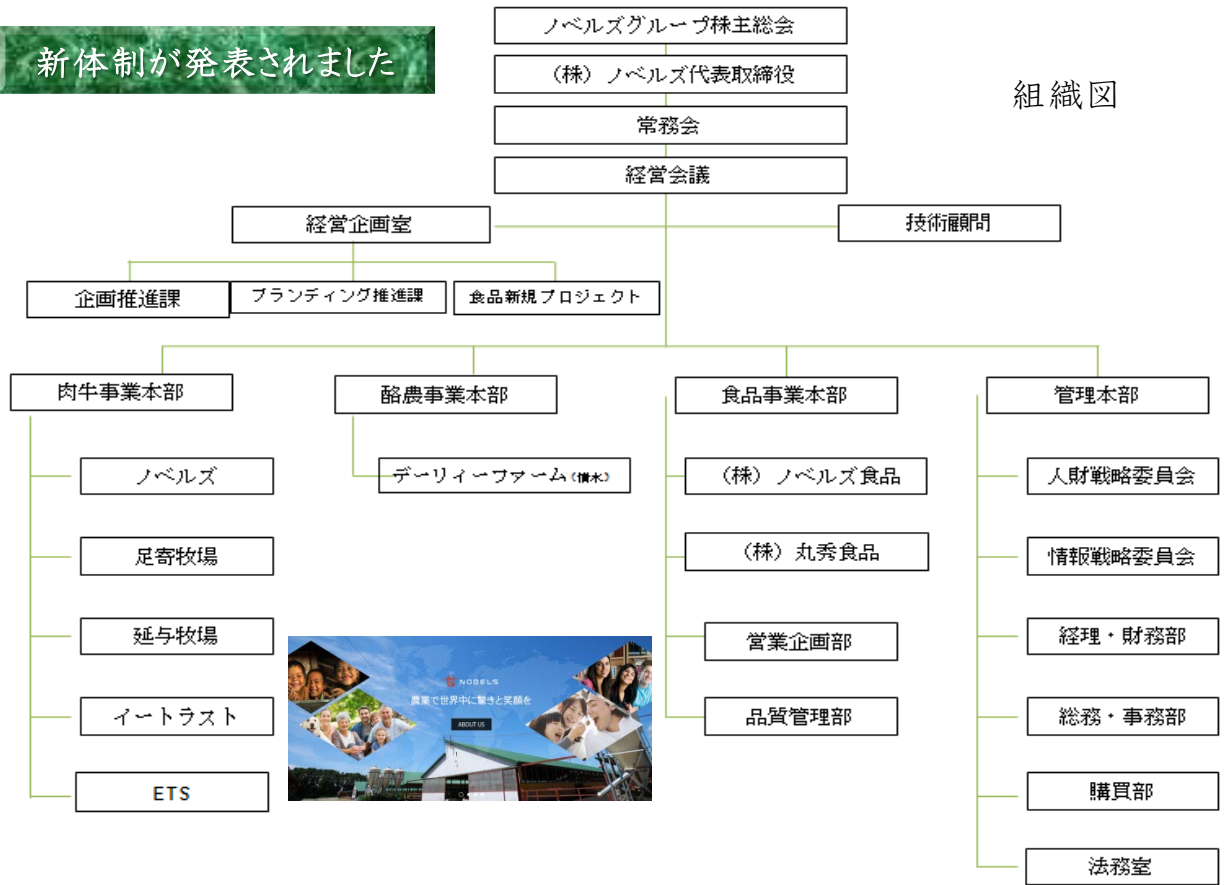 新体制が発表されました
組織図
ノベルズグループ株主総会
(株)ノベルズ代表取締役
常務会
経営会議
経営企画室
技術顧問
企画推進課
ブランディング推進課
食品新規プロジェクト
肉牛事業本部
酪農事業本部
食品事業本部
管理本部
ノベルズ
足寄牧場
延与牧場
イートラスト
ETS
デーリィーファーム(清水)
(株)ノベルズ食品
(株)丸秀食品
営業企画部
品質管理部
人財戦略委員会
情報戦略委員会
経理・財務部
総務・事務部
購買部
法務室
NOBELS
農業で世界中に驚きと笑顔を
ABOUT US